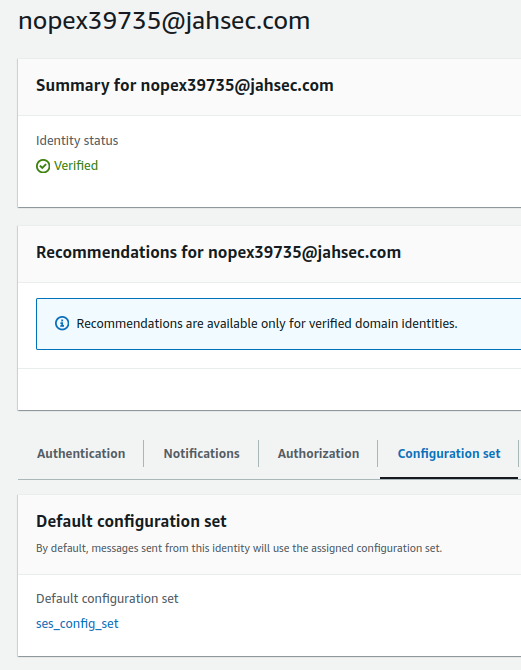 nopex39735@jahsec.com
Summary for nopex39735@jahsec.com
Identity status
Verified
Recommendations for nopex39735@jahsec.com
Recommendations are available only for verified domain identities.
Authentication Notifications Authorization Configuration set
Default configuration set
By default, messages sent from this identity will use the assigned configuration set.
Default configuration set
ses_config_set